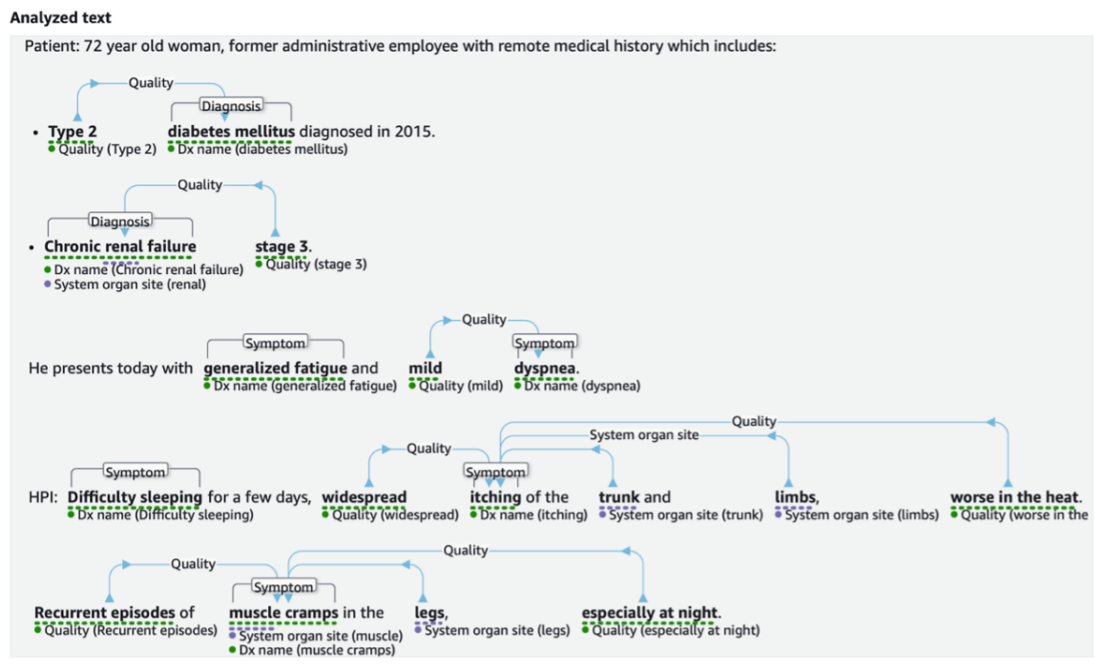 Analyzed text
Patient: 72 year old woman, former administrative employee with remote medical history which includes:
Quality
Diagnosis
• Type 2 diabetes mellitus diagnosed in 2015.
• Quality (Type 2) • Dx name (diabetes mellitus)
Quality
Diagnosis
• Chronic renal failure stage 3.
• Dx name (Chronic renal failure) • Quality (stage 3)
• System organ site (renal)
Quality
Symptom Symptom
He presents today with generalized fatigue and mild dyspnea.
• Dx name (generalized fatigue) • Quality (mild) • Dx name (dyspnea)
Quality
System organ site
Quality
Symptom Symptom
HPI: Difficulty sleeping for a few days, widespread itching of the trunk and limbs, worse in the heat.
• Dx name (Difficulty sleeping) • Quality (widespread) • Dx name (itching) • System organ site (trunk) • System organ site (limbs) • Quality (worse in the
Quality
Quality
Symptom
Recurrent episodes of muscle cramps in the legs, especially at night.
• Quality (Recurrent episodes) • System organ site (muscle) • System organ site (legs) • Quality (especially at night)
• Dx name (muscle cramps)